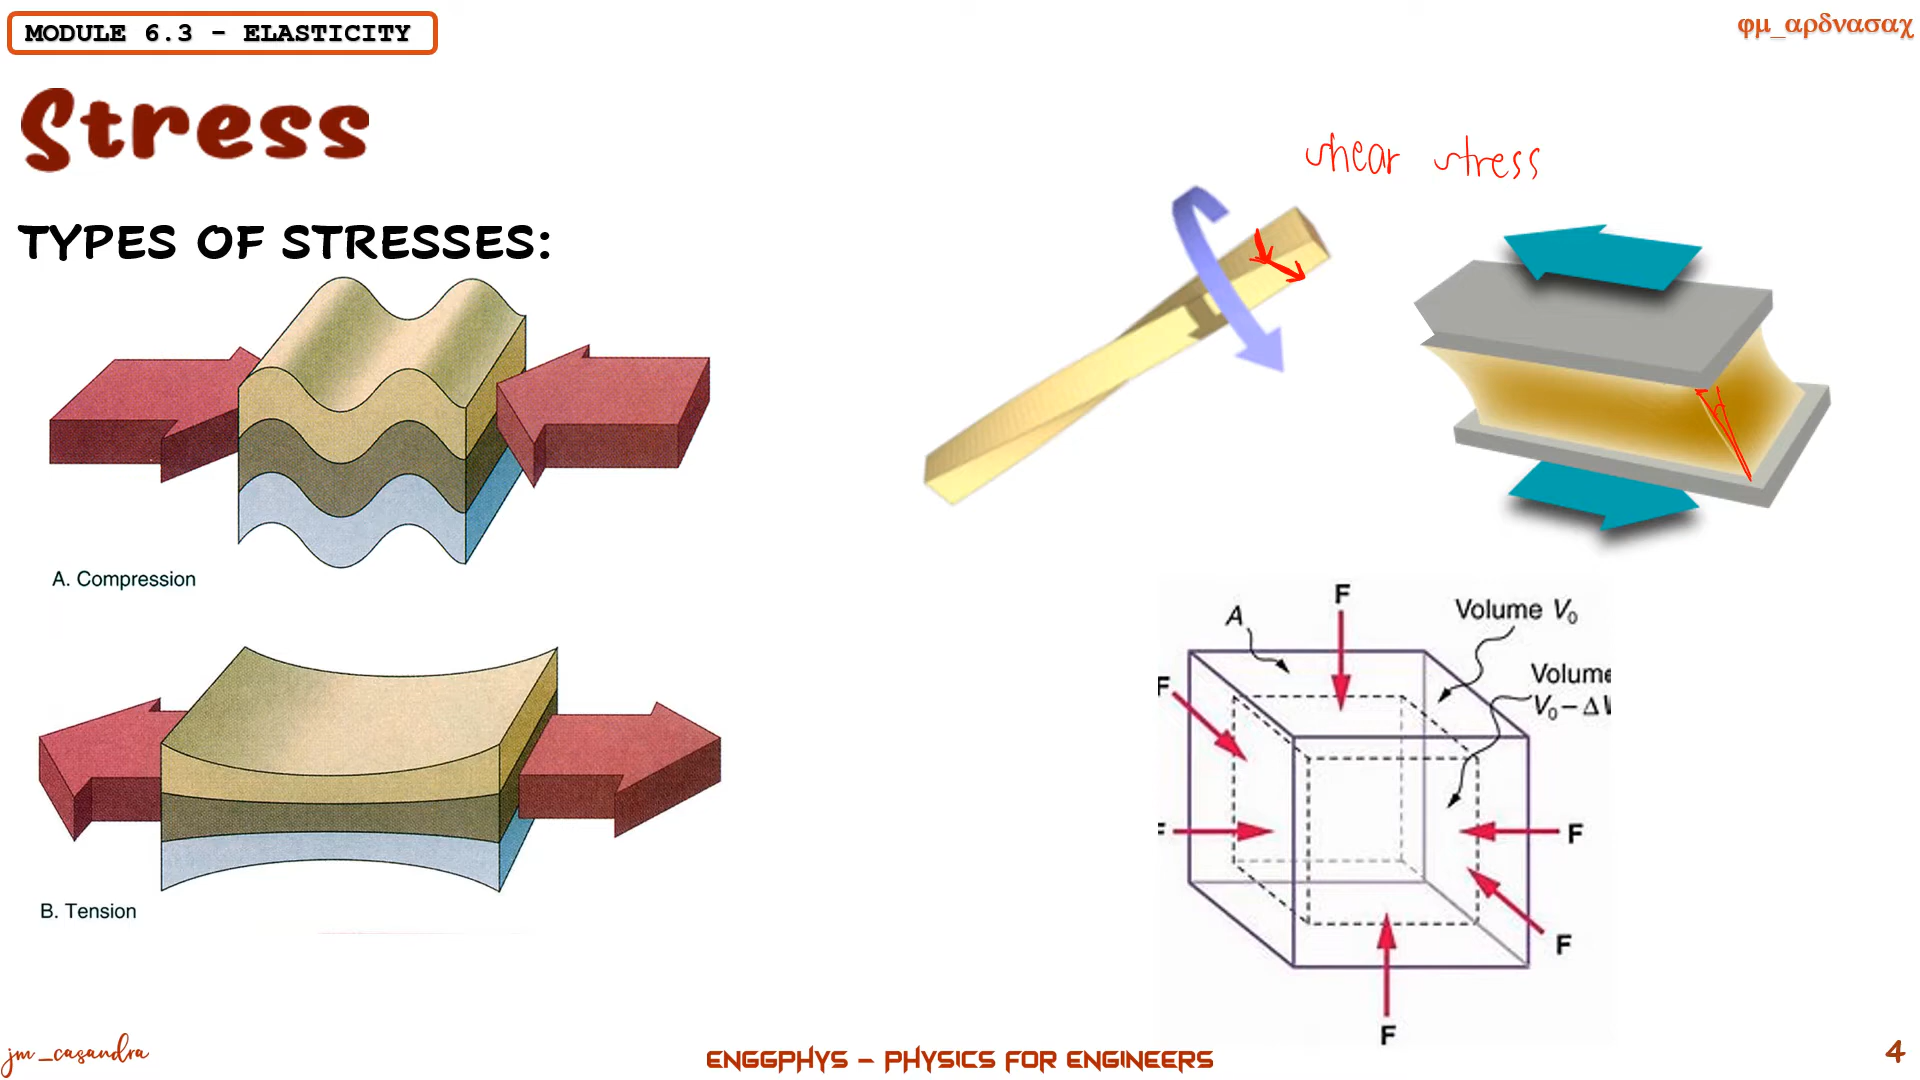 MODULE 6.3 - ELASTICITY
φμ_αρδνασαχ
Stress
shear stress
TYPES OF STRESSES:
A. Compression
B. Tension
F
A
Volume V₀
Volume
V₀ – Δ
F
F
F
F
F
jm_casandra
ENGGPHYS – PHYSICS FOR ENGINEERS
4